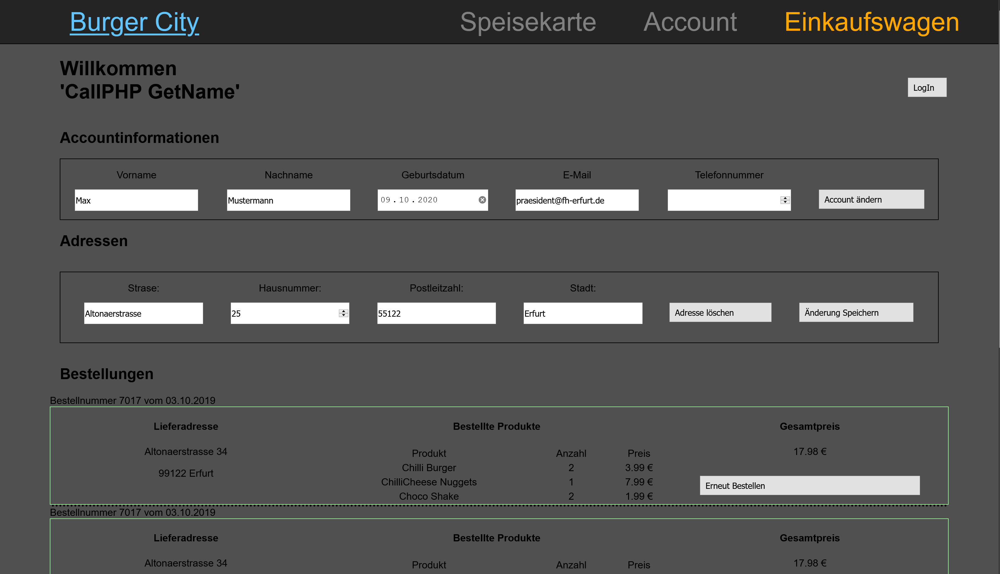 Burger City Speisekarte Account Einkaufswagen
Willkommen
'CallPHP GetName'
LogIn
Accountinformationen
Vorname Nachname Geburtsdatum E-Mail Telefonnummer
Max Mustermann 09.10.2020 praesident@fh-erfurt.de Account ändern
Adressen
Strase: Hausnummer: Postleitzahl: Stadt:
Altonaerstrasse 25 55122 Erfurt Adresse löschen Änderung Speichern
Bestellungen
Bestellnummer 7017 vom 03.10.2019
Lieferadresse Bestellte Produkte Gesamtpreis
Altonaerstrasse 34 Produkt Anzahl Preis 17.98 €
99122 Erfurt Chilli Burger 2 3.99 €
ChilliCheese Nuggets 1 7.99 € Erneut Bestellen
Choco Shake 2 1.99 €
Bestellnummer 7017 vom 03.10.2019
Lieferadresse Bestellte Produkte Gesamtpreis
Altonaerstrasse 34 Produkt Anzahl Preis 17.98 €